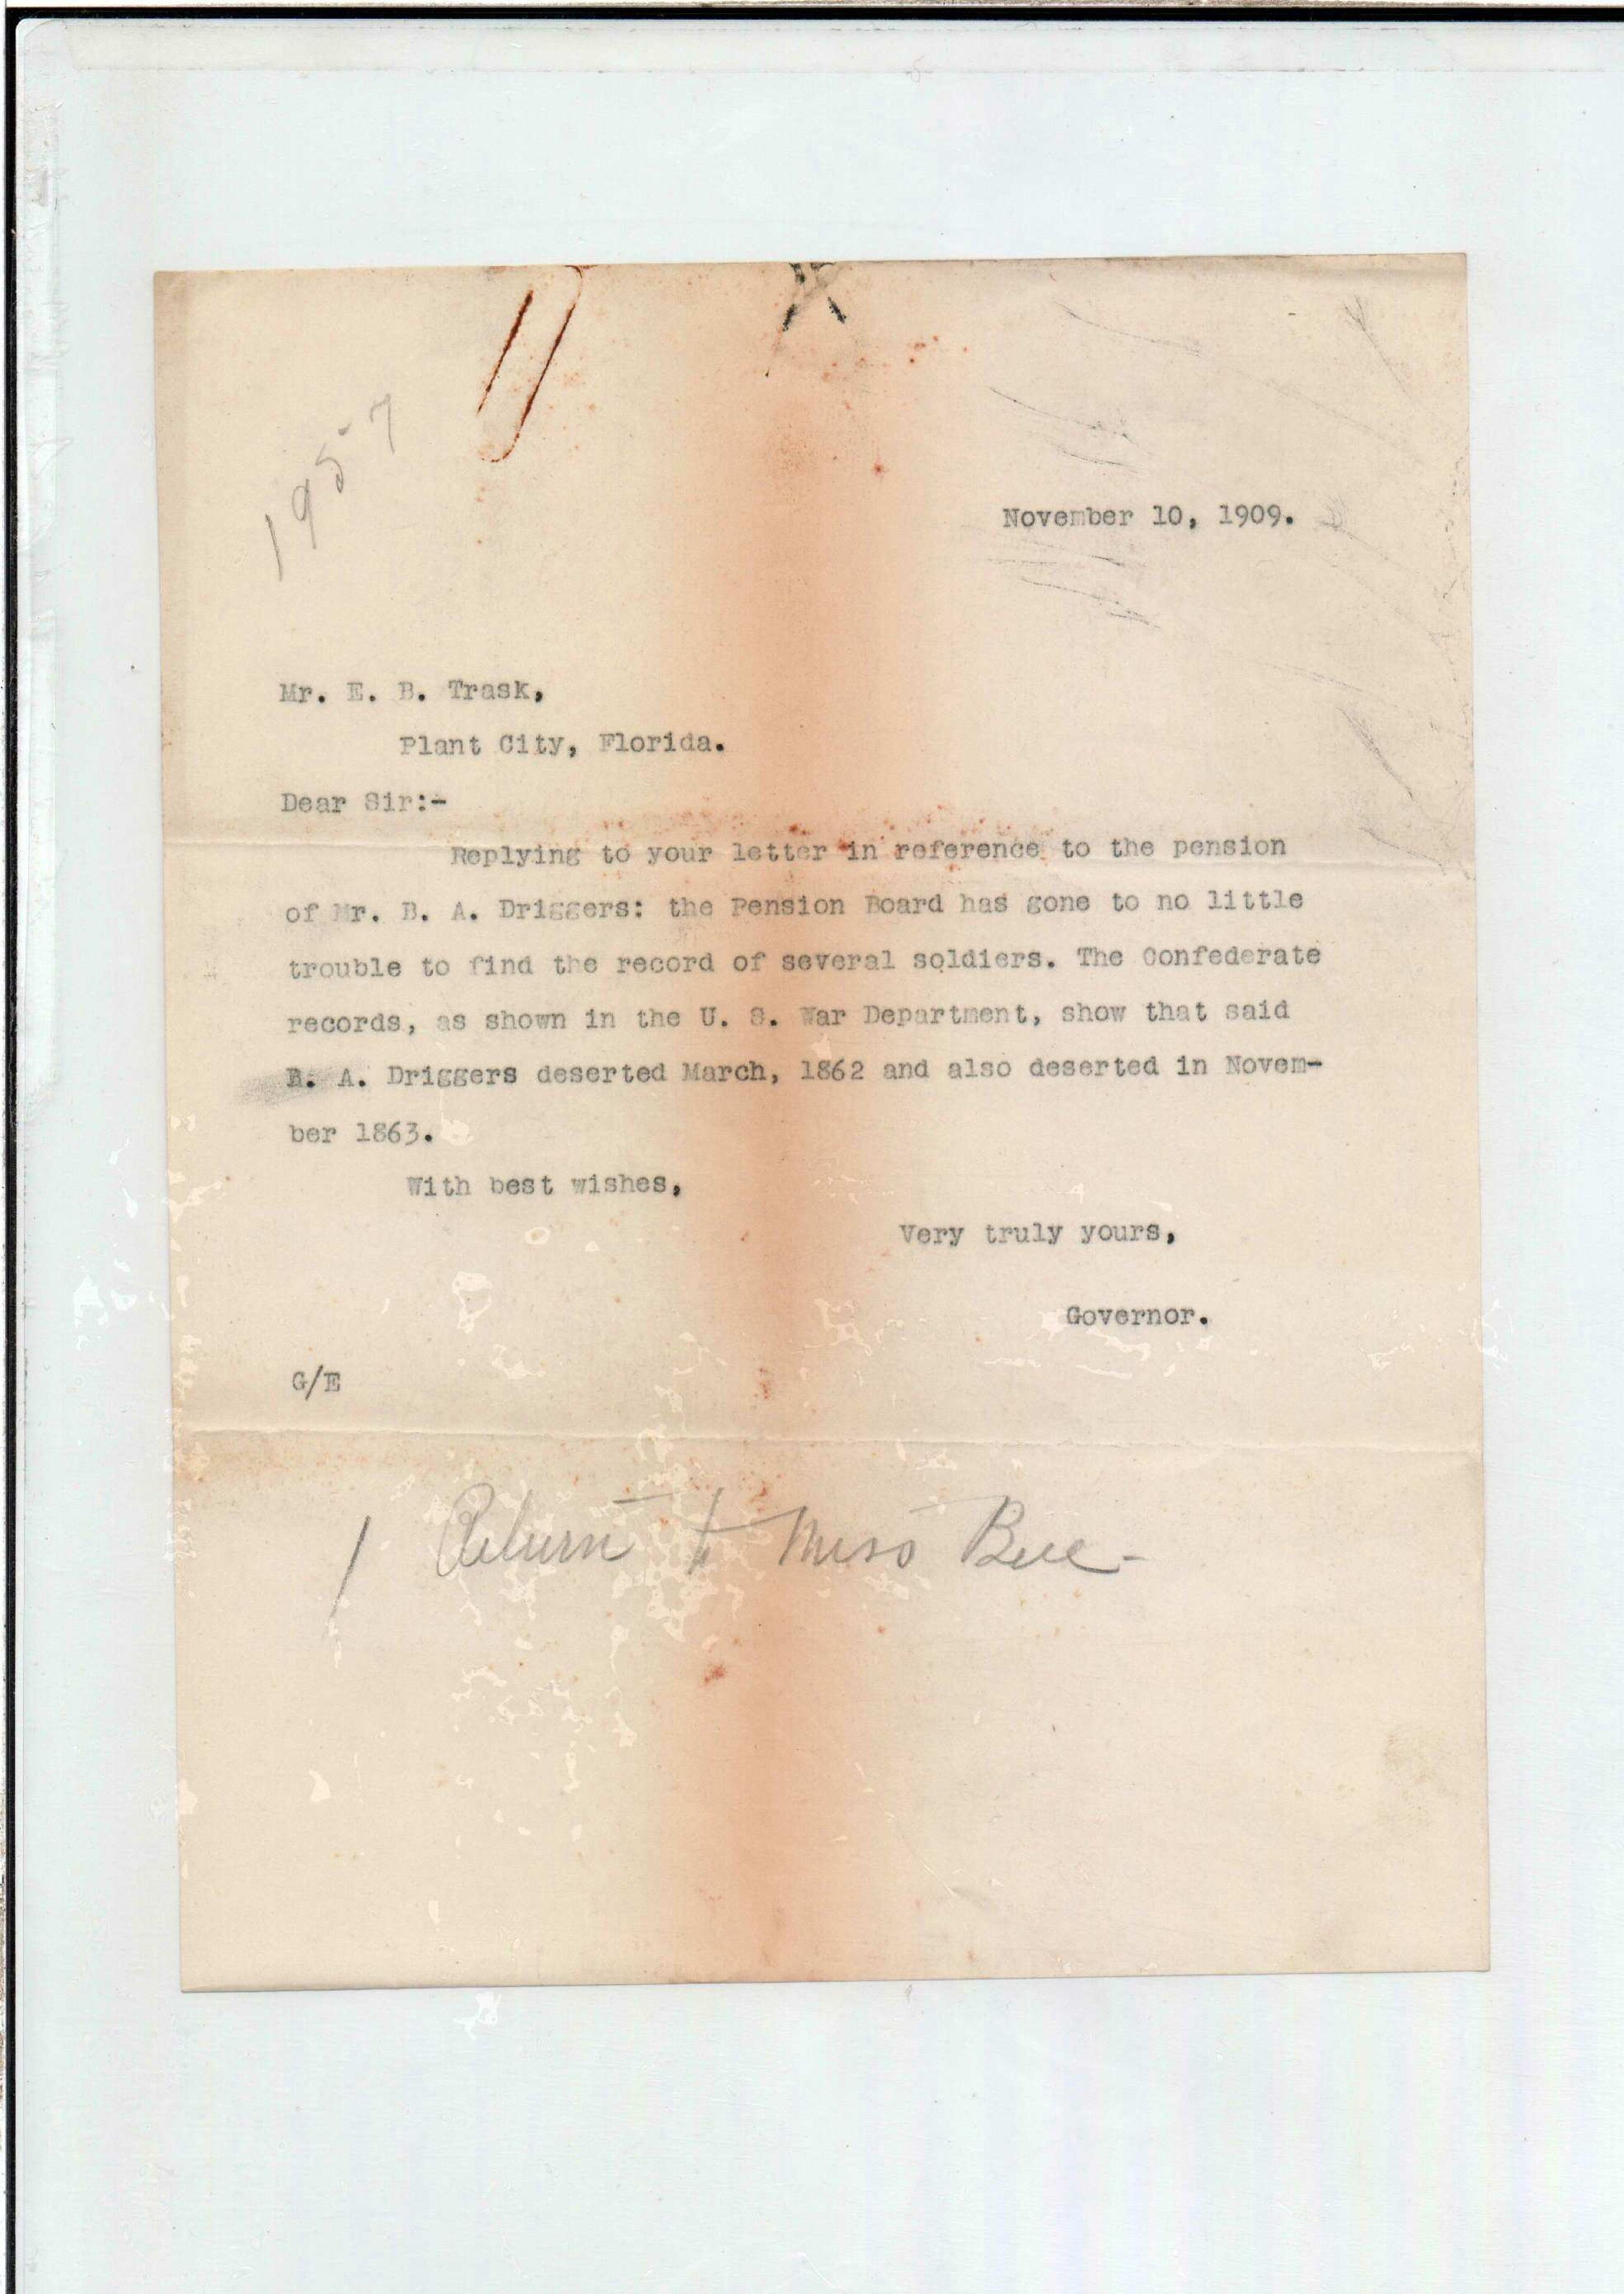 1957
November 10, 1909.
Mr. E. B. Trask,
Plant City, Florida.
Dear Sir:-
Replying to your letter in reference to the pension
of Mr. B. A. Driggers: the Pension Board has gone to no little
trouble to find the record of several soldiers. The Confederate
records, as shown in the U. S. War Department, show that said
B. A. Driggers deserted March, 1862 and also deserted in Novem-
ber 1863.
With best wishes,
Very truly yours,
Governor.
G/E
Return to Miss Bue-